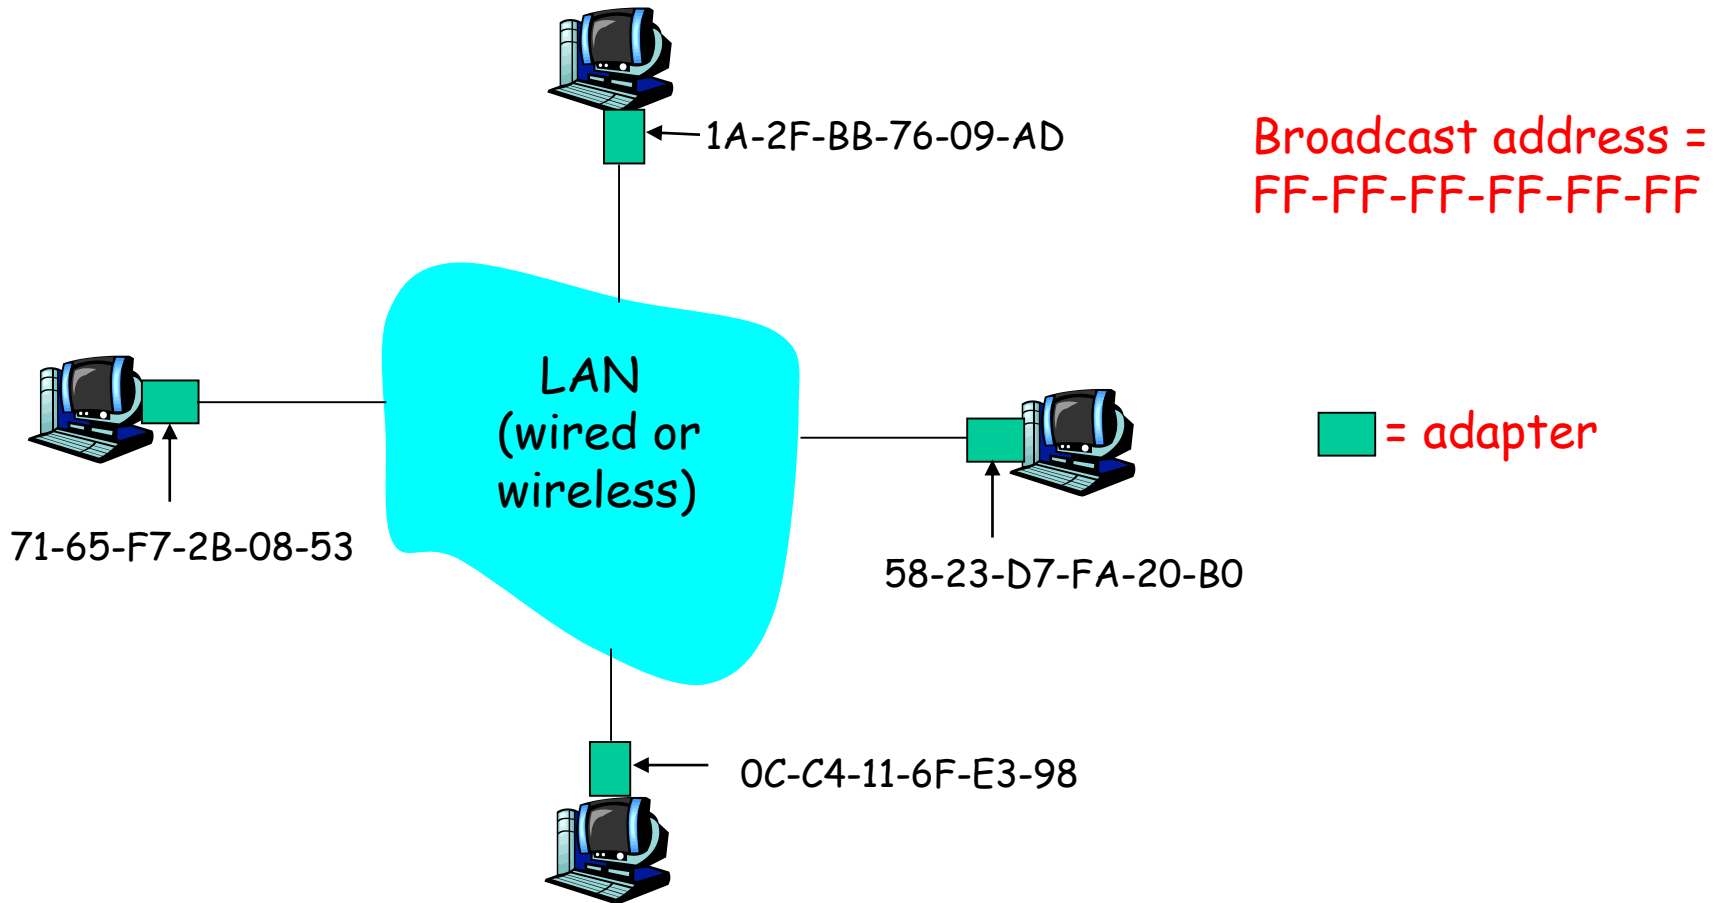 1A-2F-BB-76-09-AD
Broadcast address =
FF-FF-FF-FF-FF-FF
LAN
(wired or
wireless)
= adapter
71-65-F7-2B-08-53
58-23-D7-FA-20-B0
0C-C4-11-6F-E3-98